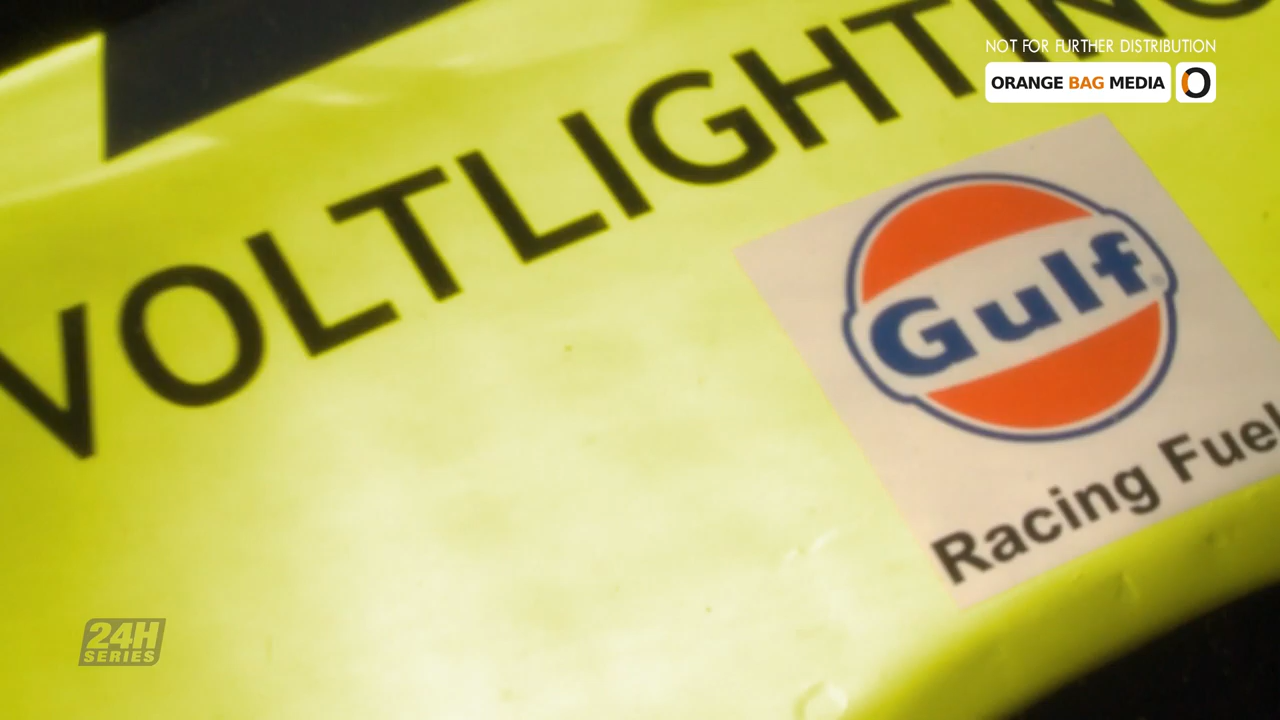 NOT FOR FURTHER DISTRIBUTION
ORANGE BAG MEDIA
VOLTLIGHTING
Gulf
Racing Fuel
24H
SERIES